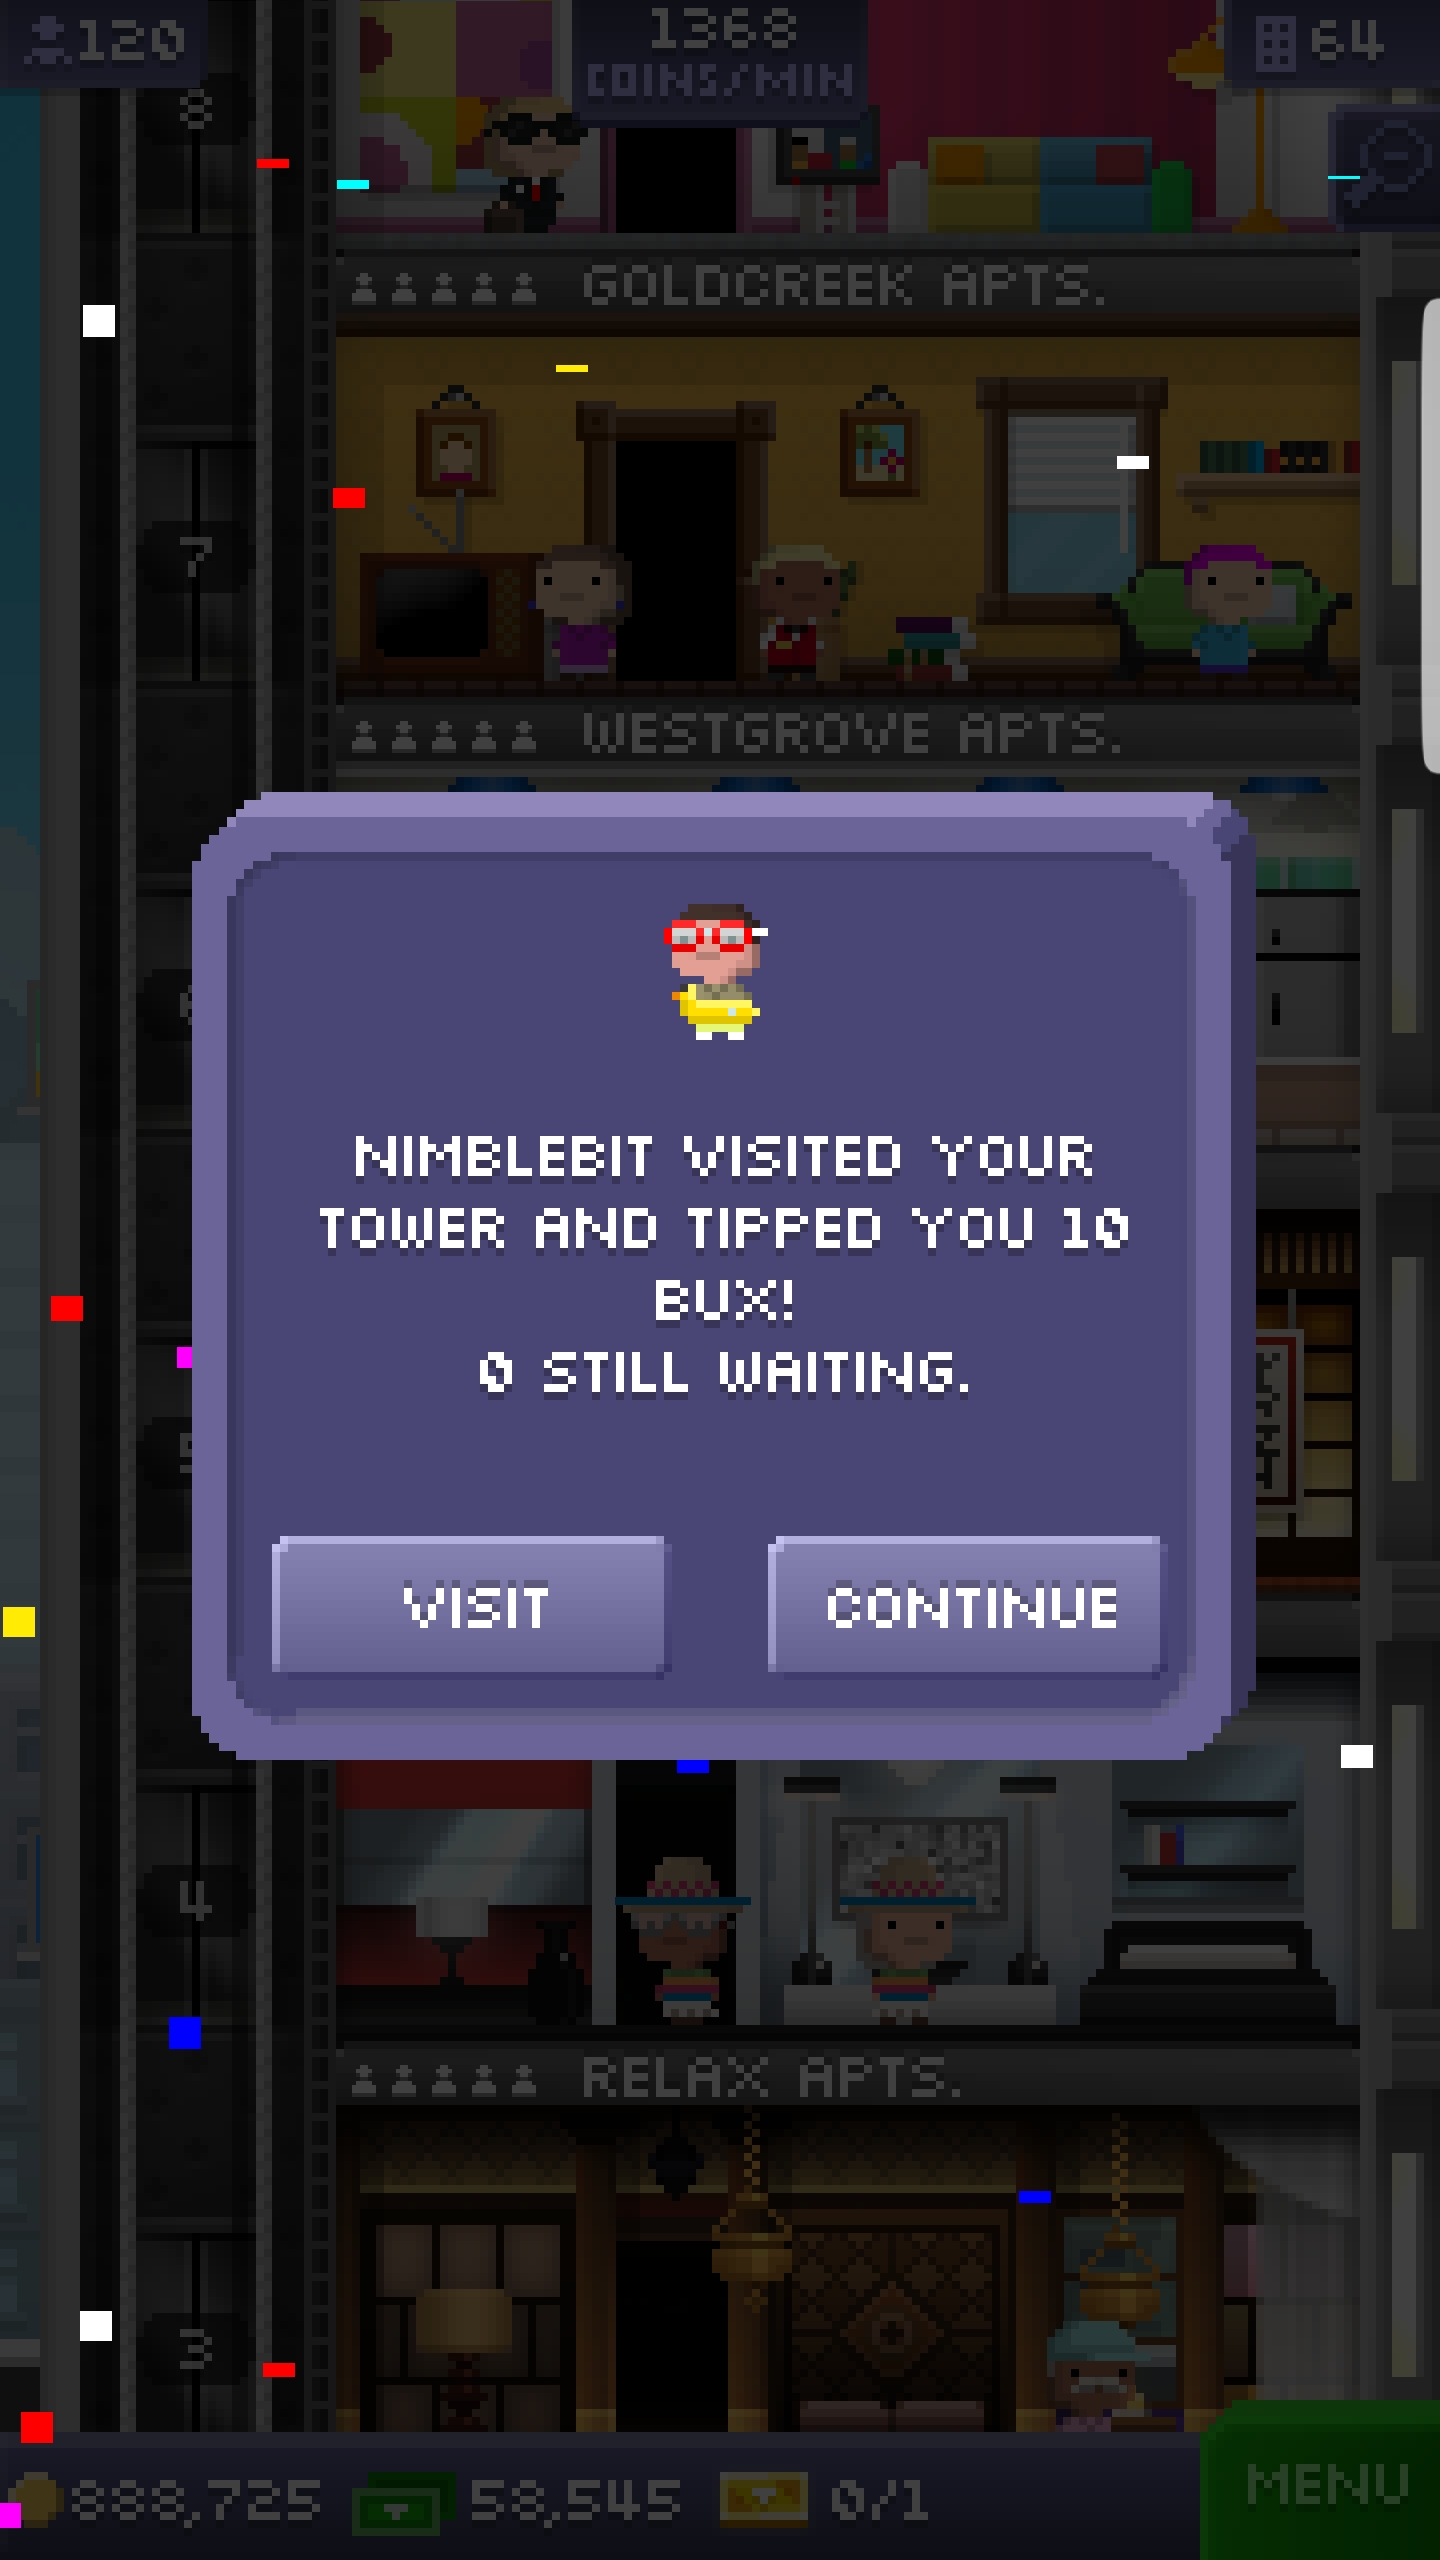 120
1368
COINS/MIN
64
8
GOLDCREEK APTS.
7
WESTGROVE APTS.
NIMBLEBIT VISITED YOUR
TOWER AND TIPPED YOU 10
BUX!
0 STILL WAITING.
VISIT
CONTINUE
4
RELAX APTS.
3
888,725
58,545
0/1
MENU